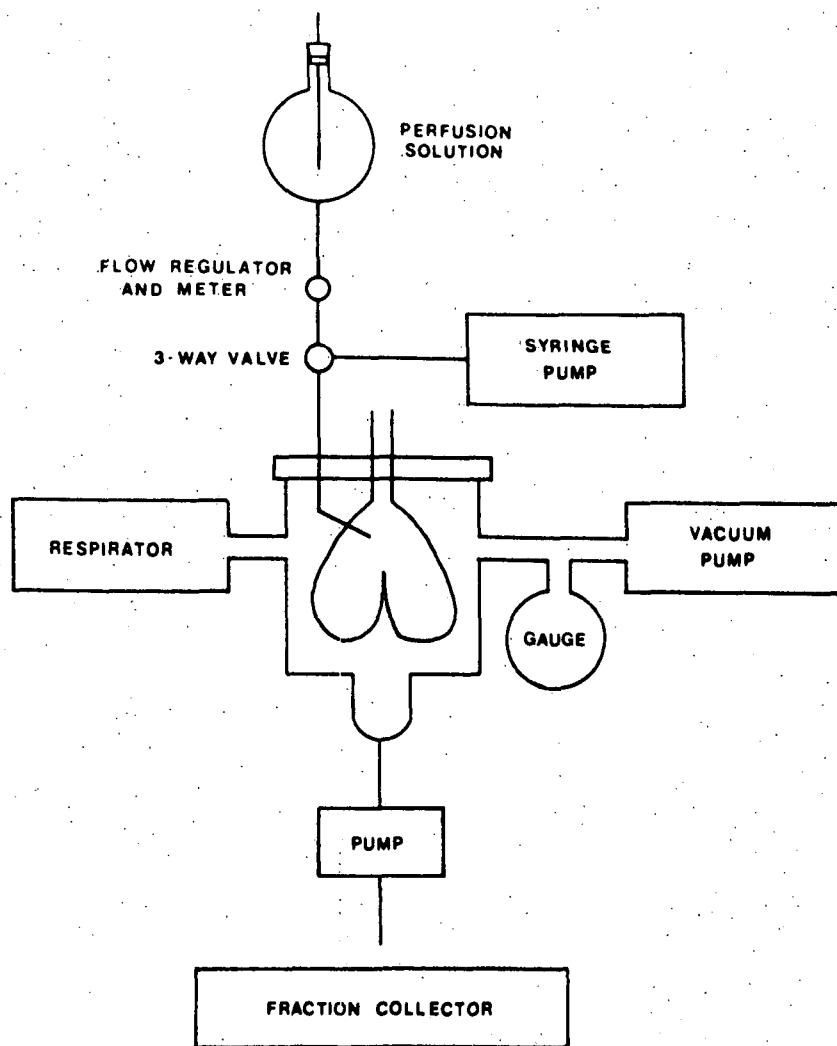 PERFUSION
SOLUTION
FLOW REGULATOR
AND METER
3-WAY VALVE
SYRINGE
PUMP
RESPIRATOR
VACUUM
PUMP
GAUGE
PUMP
FRACTION COLLECTOR